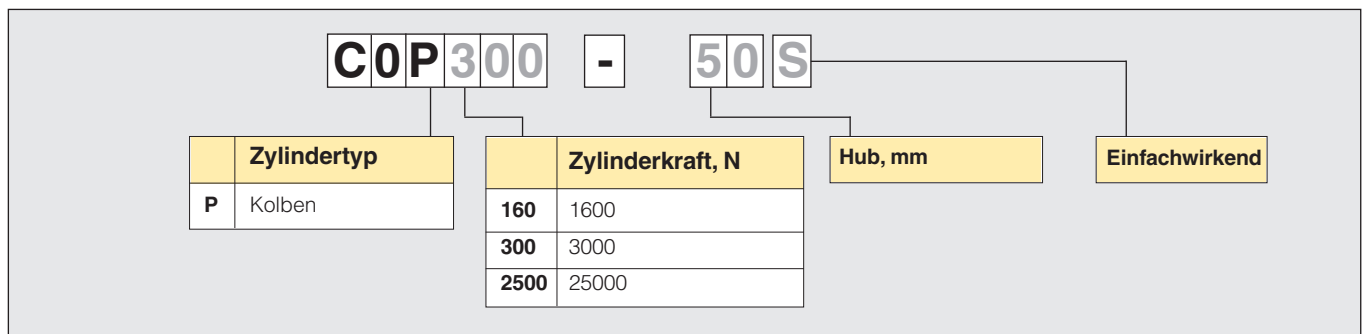 C0P300 - 50S
Zylindertyp
P Kolben
Zylinderkraft, N
160 1600
300 3000
2500 25000
Hub, mm
Einfachwirkend